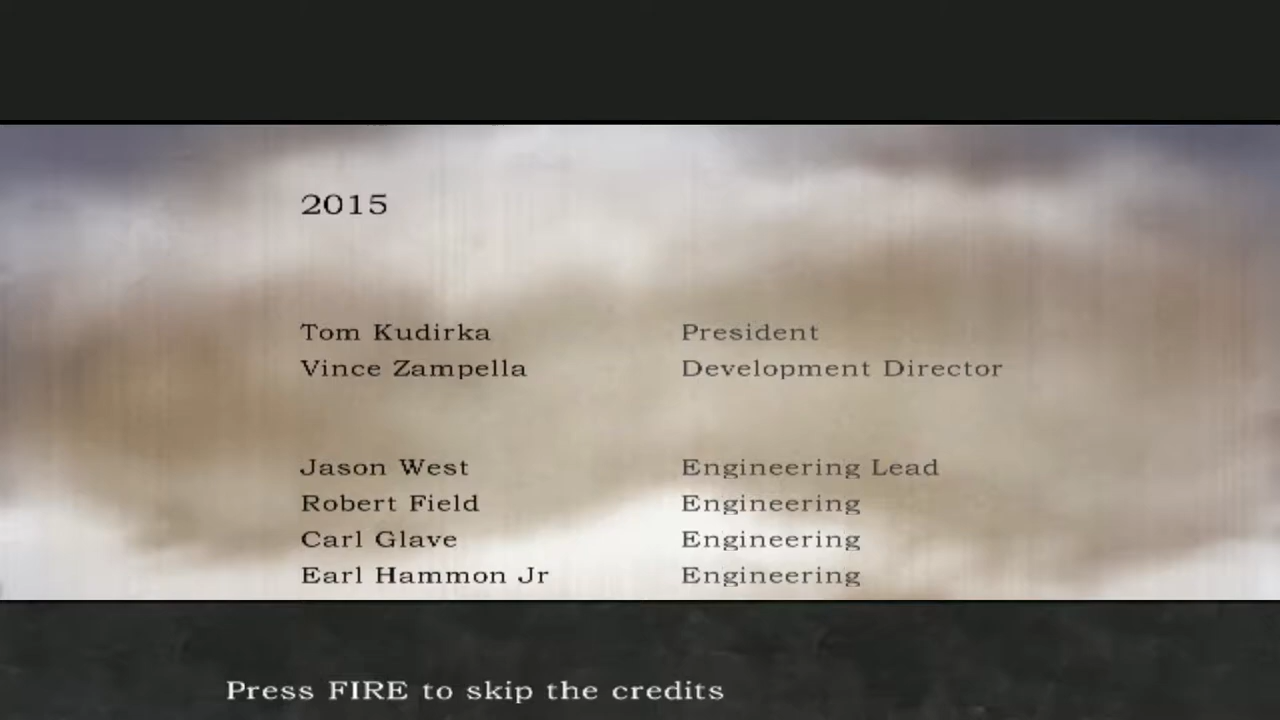 2015
Tom Kudirka President
Vince Zampella Development Director
Jason West Engineering Lead
Robert Field Engineering
Carl Glave Engineering
Earl Hammon Jr Engineering
Press FIRE to skip the credits